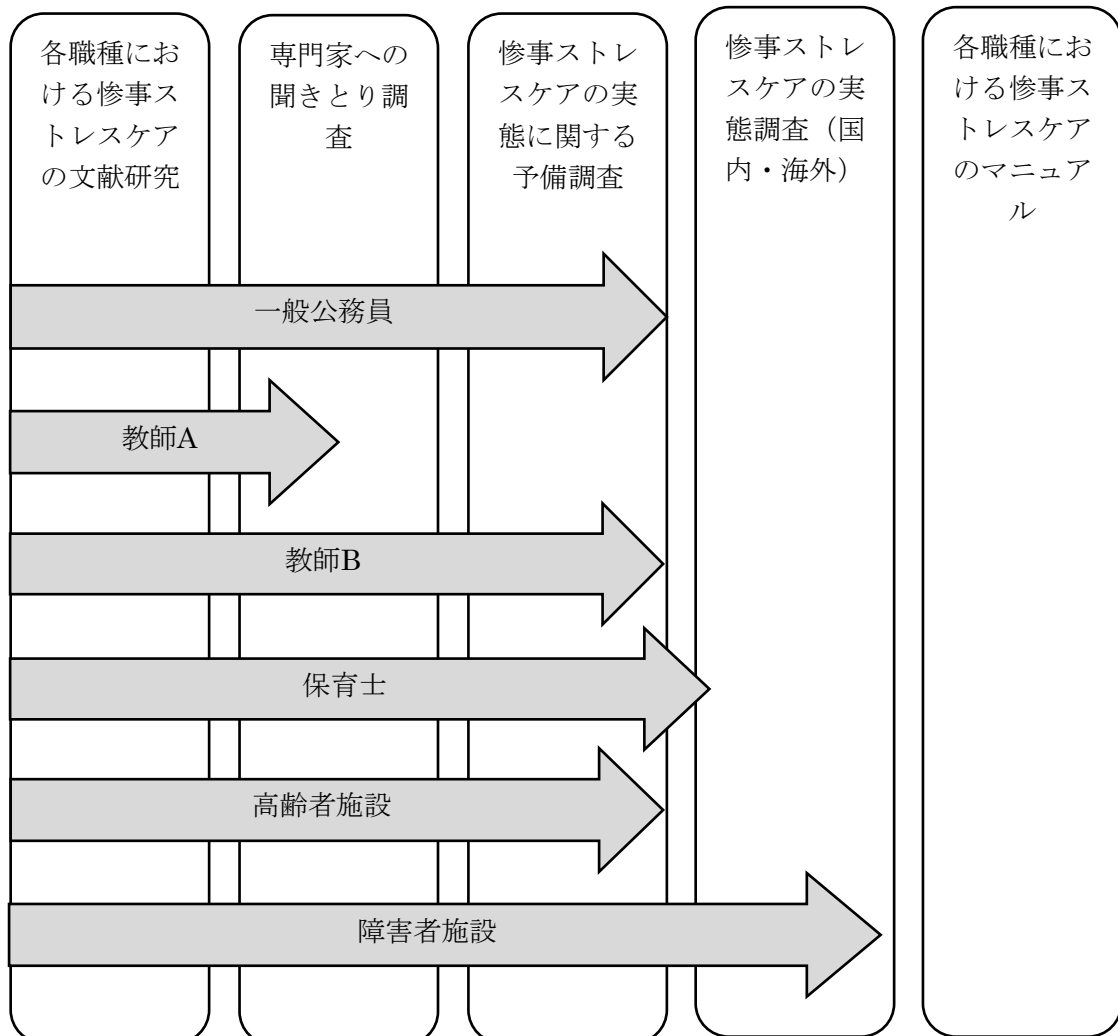 各職種にお
ける惨事ス
トレスケア
の文献研究
専門家への
聞きとり調
査
惨事ストレ
スケアの実
態に関する
予備調査
惨事ストレ
スケアの実
態調査（国
内・海外）
各職種にお
ける惨事ス
トレスケア
のマニュア
ル
一般公務員
教師A
教師B
保育士
高齢者施設
障害者施設